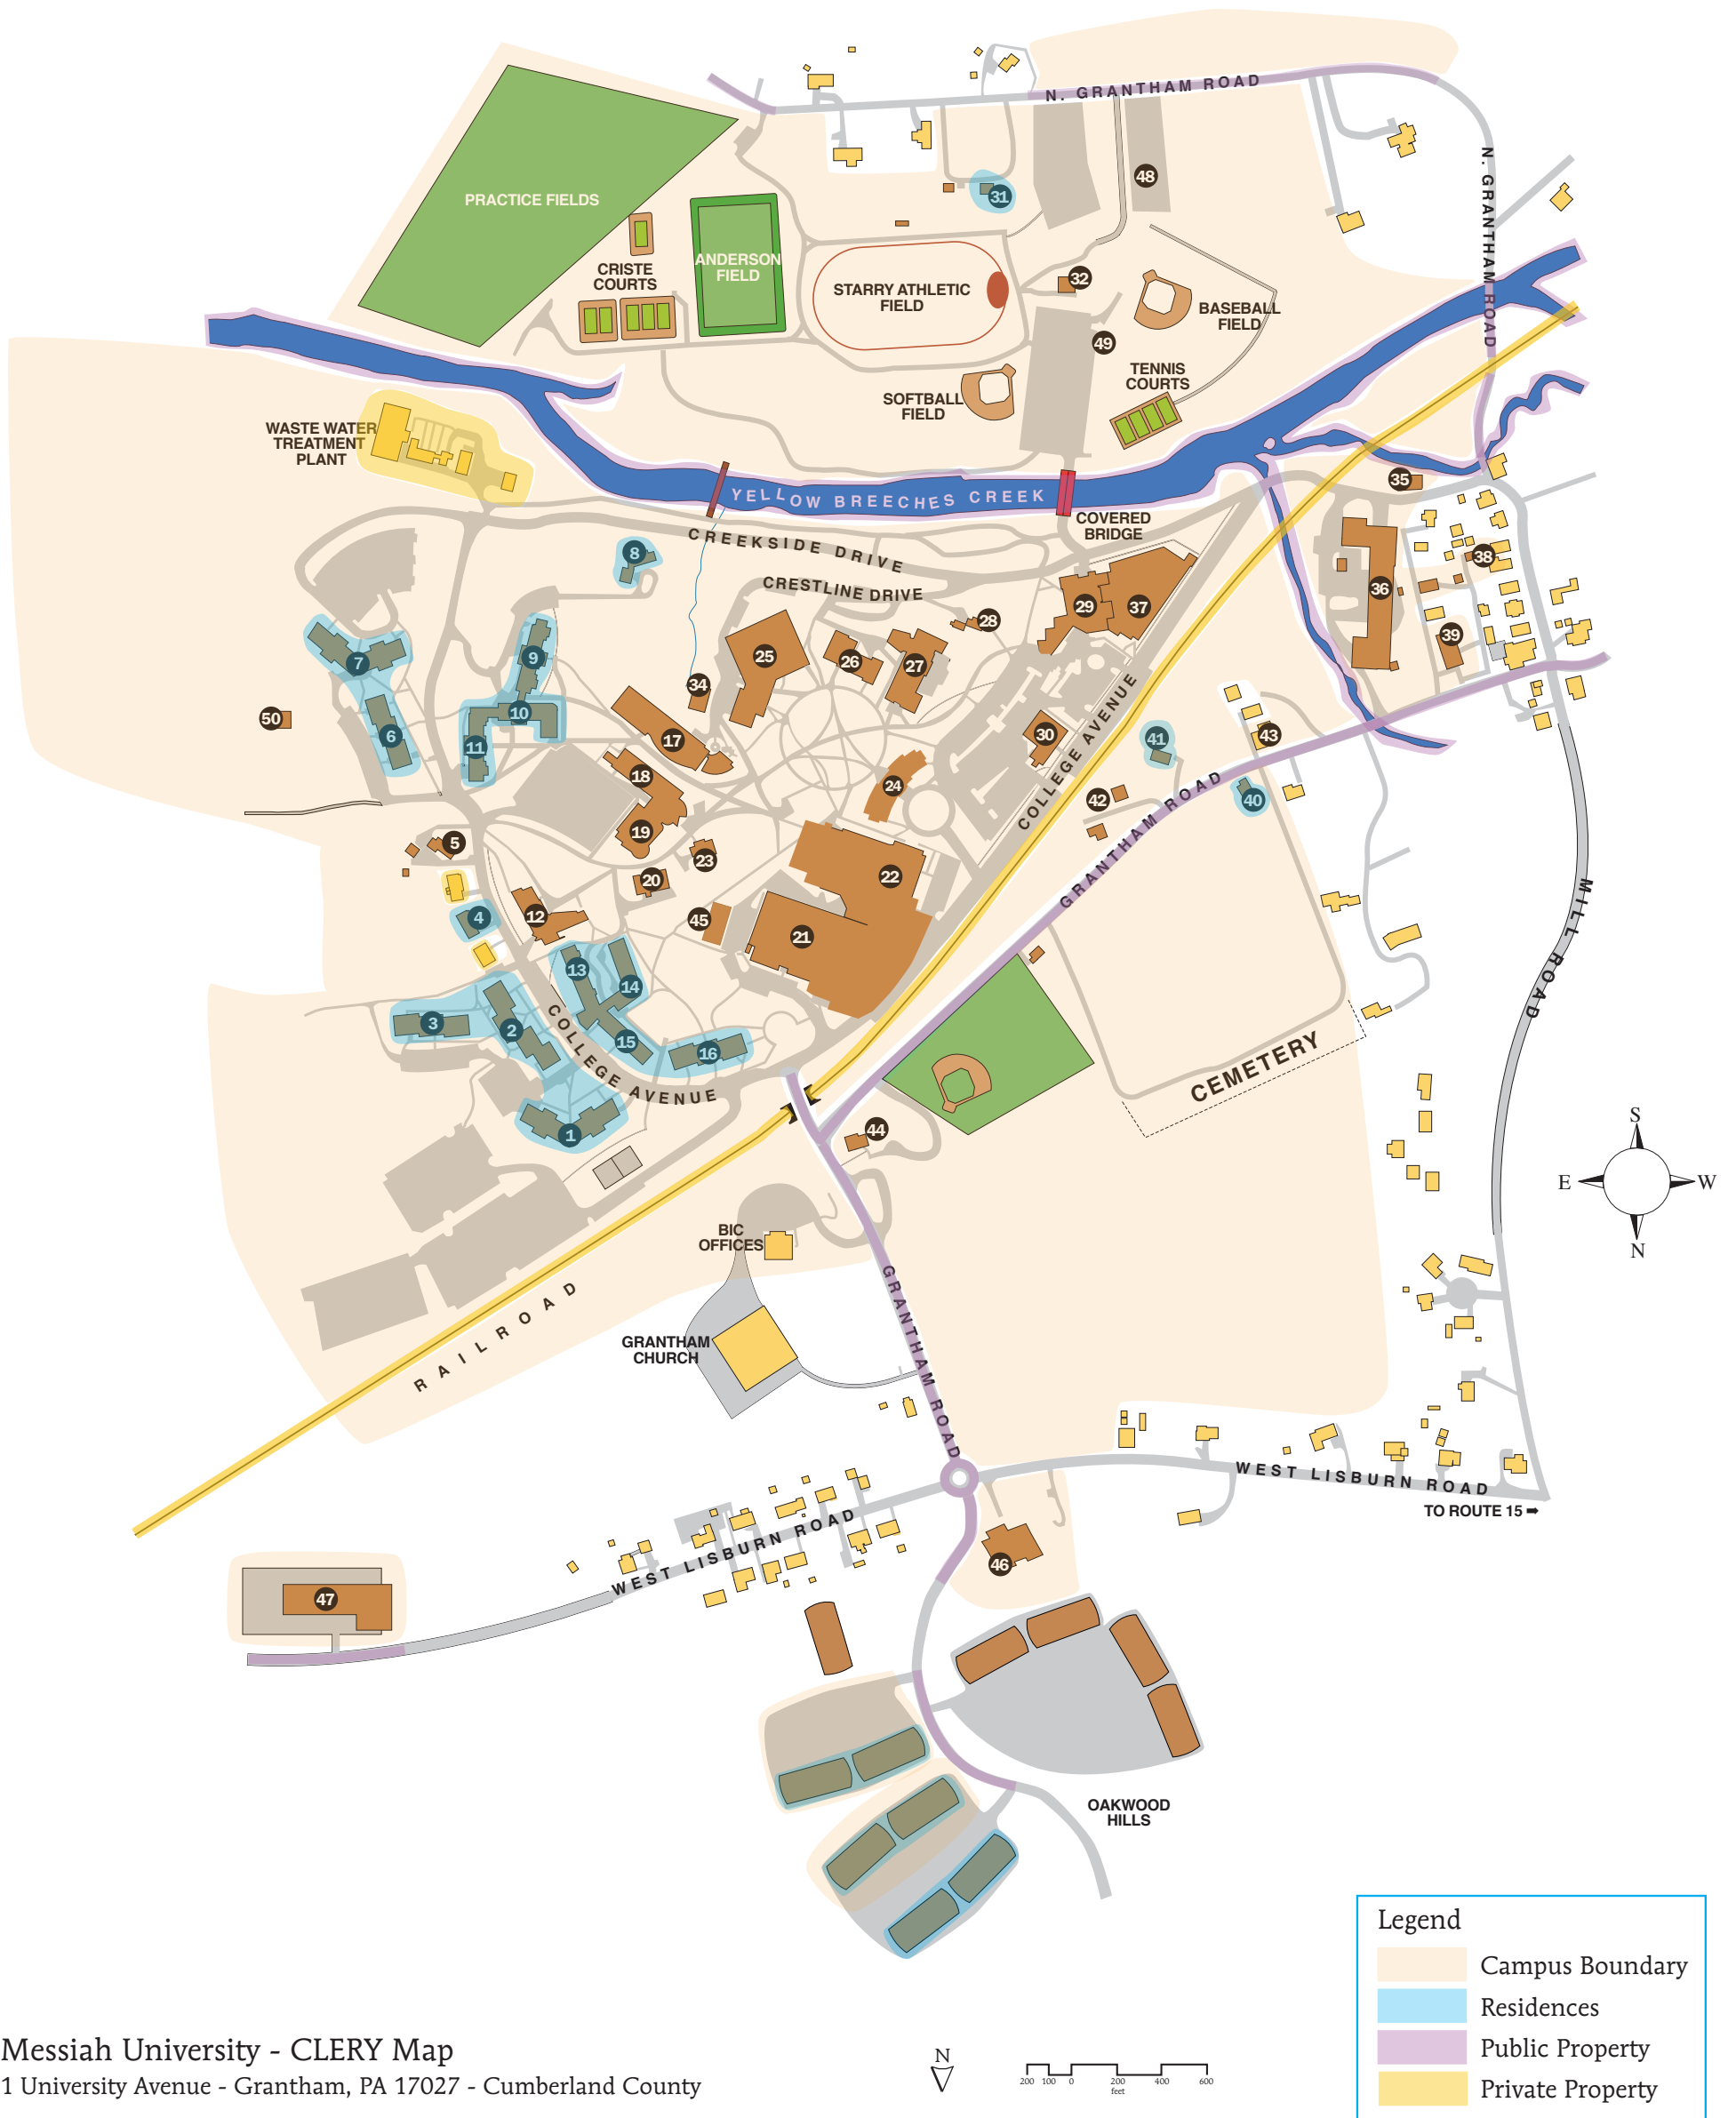 N. GRANTHAM ROAD
N. GRANTHAM ROAD
48
31
PRACTICE FIELDS
CRISTE
COURTS
ANDERSON
FIELD
STARRY ATHLETIC
FIELD
32
BASEBALL
FIELD
49
TENNIS
COURTS
SOFTBALL
FIELD
WASTE WATER
TREATMENT
PLANT
YELLOW BREECHES CREEK
35
COVERED
BRIDGE
CREEKSIDE DRIVE
CRESTLINE DRIVE
8
38
36
29
37
28
39
7
9
25
26
27
34
50
6
10
11
17
30
41
43
18
24
42
40
COLLEGE AVENUE
GRANTHAM ROAD
19
5
23
20
22
4
12
45
21
MILL ROAD
13
14
3
2
15
16
COLLEGE AVENUE
1
CEMETERY
44
S
E
W
N
BIC
OFFICES
GRANTHAM
CHURCH
GRANTHAM ROAD
RAILROAD
WEST LISBURN ROAD
TO ROUTE 15 ➡
WEST LISBURN ROAD
46
47
OAKWOOD
HILLS
Legend
Campus Boundary
Residences
Public Property
Private Property
Messiah University - CLERY Map
1 University Avenue - Grantham, PA 17027 - Cumberland County
N
200 100 0 200 400 600
feet